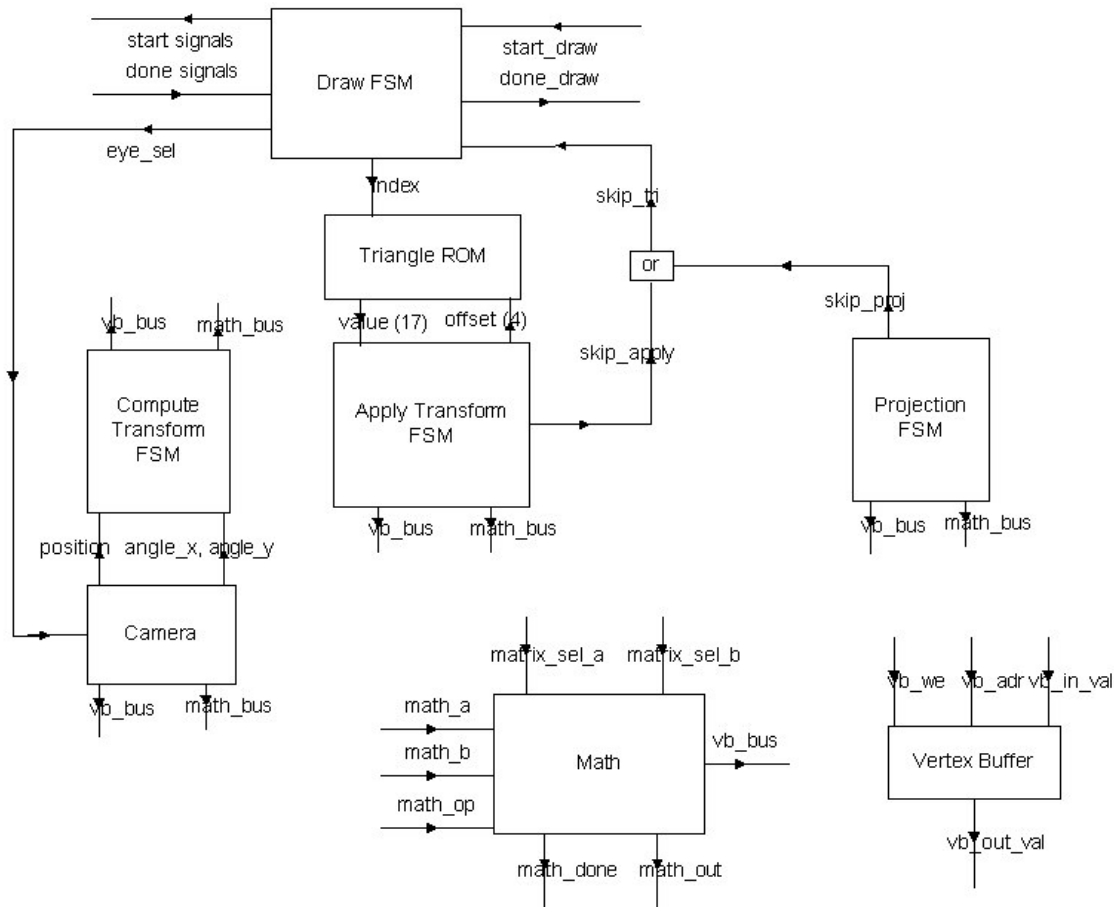 start signals
start_draw
done signals
Draw FSM
done_draw
eye_sel
index
skip_tri
Triangle ROM
or
skip_proj
vb_bus
math_bus
value (17)
offset (4)
skip_apply
Compute
Transform
FSM
Apply Transform
FSM
Projection
FSM
vb_bus
math_bus
vb_bus
math_bus
position
angle_x, angle_y
Camera
matrix_sel_a
matrix_sel_b
vb_we
vb_adr
vb_in_val
vb_bus
math_bus
math_a
math_b
math_op
Math
vb_bus
Vertex Buffer
math_done
math_out
vb_out_val